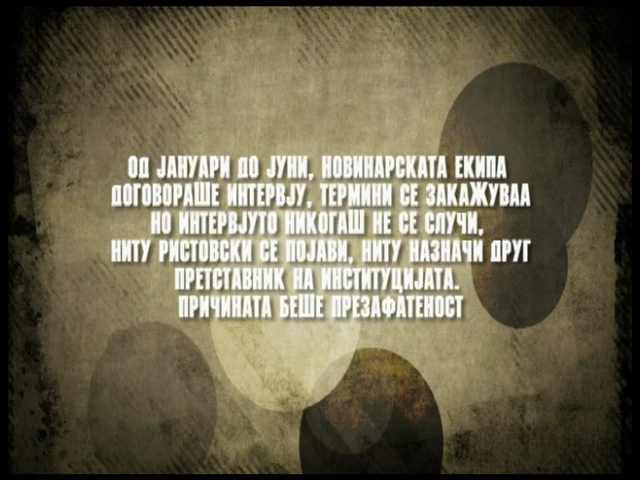 ОД ЈАНУАРИ ДО ЈУНИ, НОВИНАРСКАТА ЕКИПА
ДОГОВОРАШЕ ИНТЕРВЈУ, ТЕРМИНИ СЕ ЗАКАЖУВАА
НО ИНТЕРВЈУТО НИКОГАШ НЕ СЕ СЛУЧИ,
НИТУ РИСТОВСКИ СЕ ПОЈАВИ, НИТУ НАЗНАЧИ ДРУГ
ПРЕТСТАВНИК НА ИНСТИТУЦИЈАТА.
ПРИЧИНАТА БЕШЕ ПРЕЗАФАТЕНОСТ